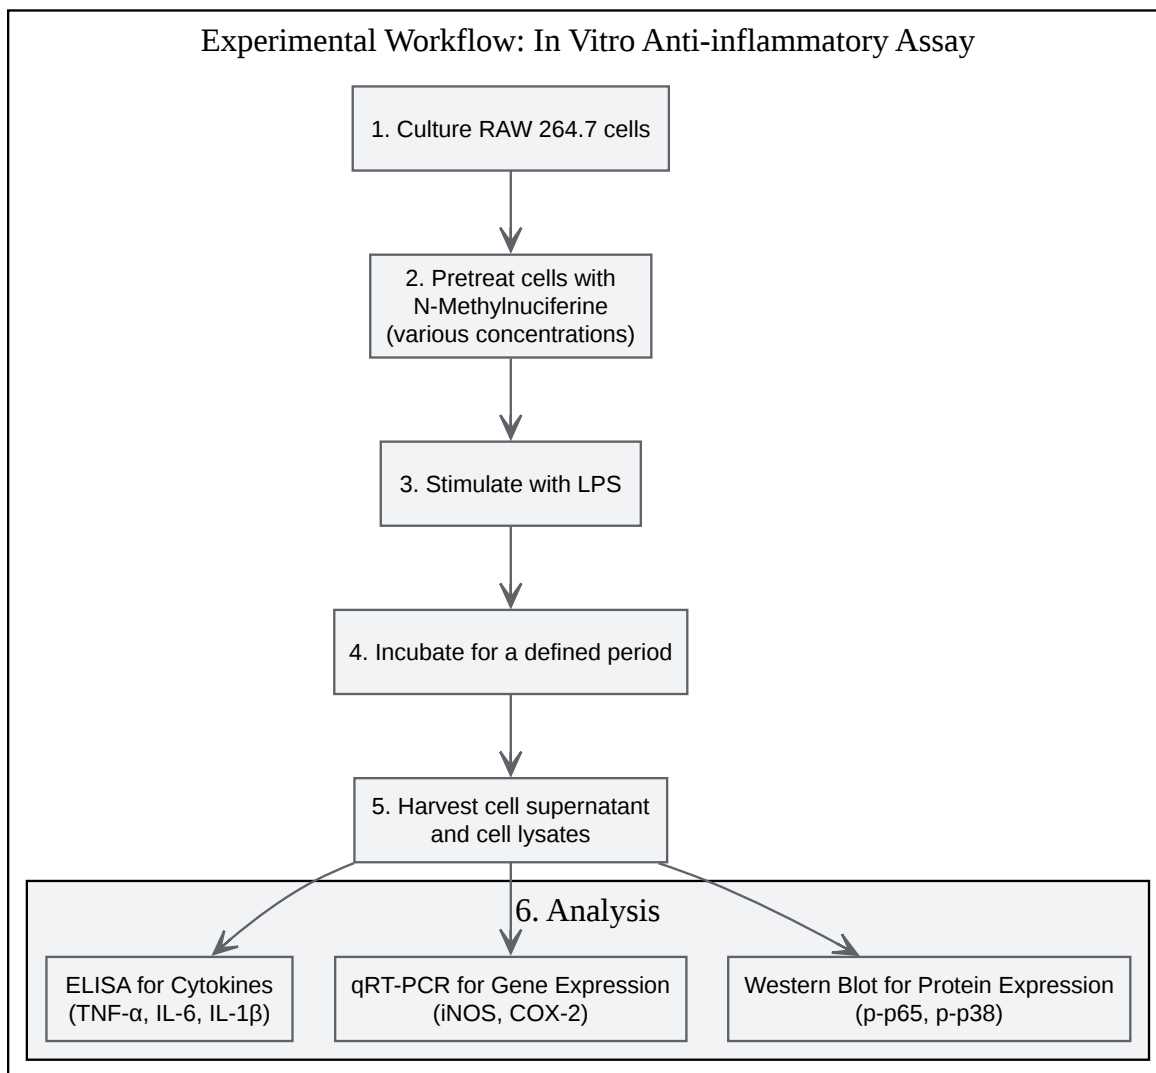 Experimental Workflow: In Vitro Anti-inflammatory Assay
1. Culture RAW 264.7 cells
2. Pretreat cells with
N-Methylnuciferine
(various concentrations)
3. Stimulate with LPS
4. Incubate for a defined period
5. Harvest cell supernatant
and cell lysates
6. Analysis
ELISA for Cytokines
(TNF-α, IL-6, IL-1β)
qRT-PCR for Gene Expression
(iNOS, COX-2)
Western Blot for Protein Expression
(p-p65, p-p38)